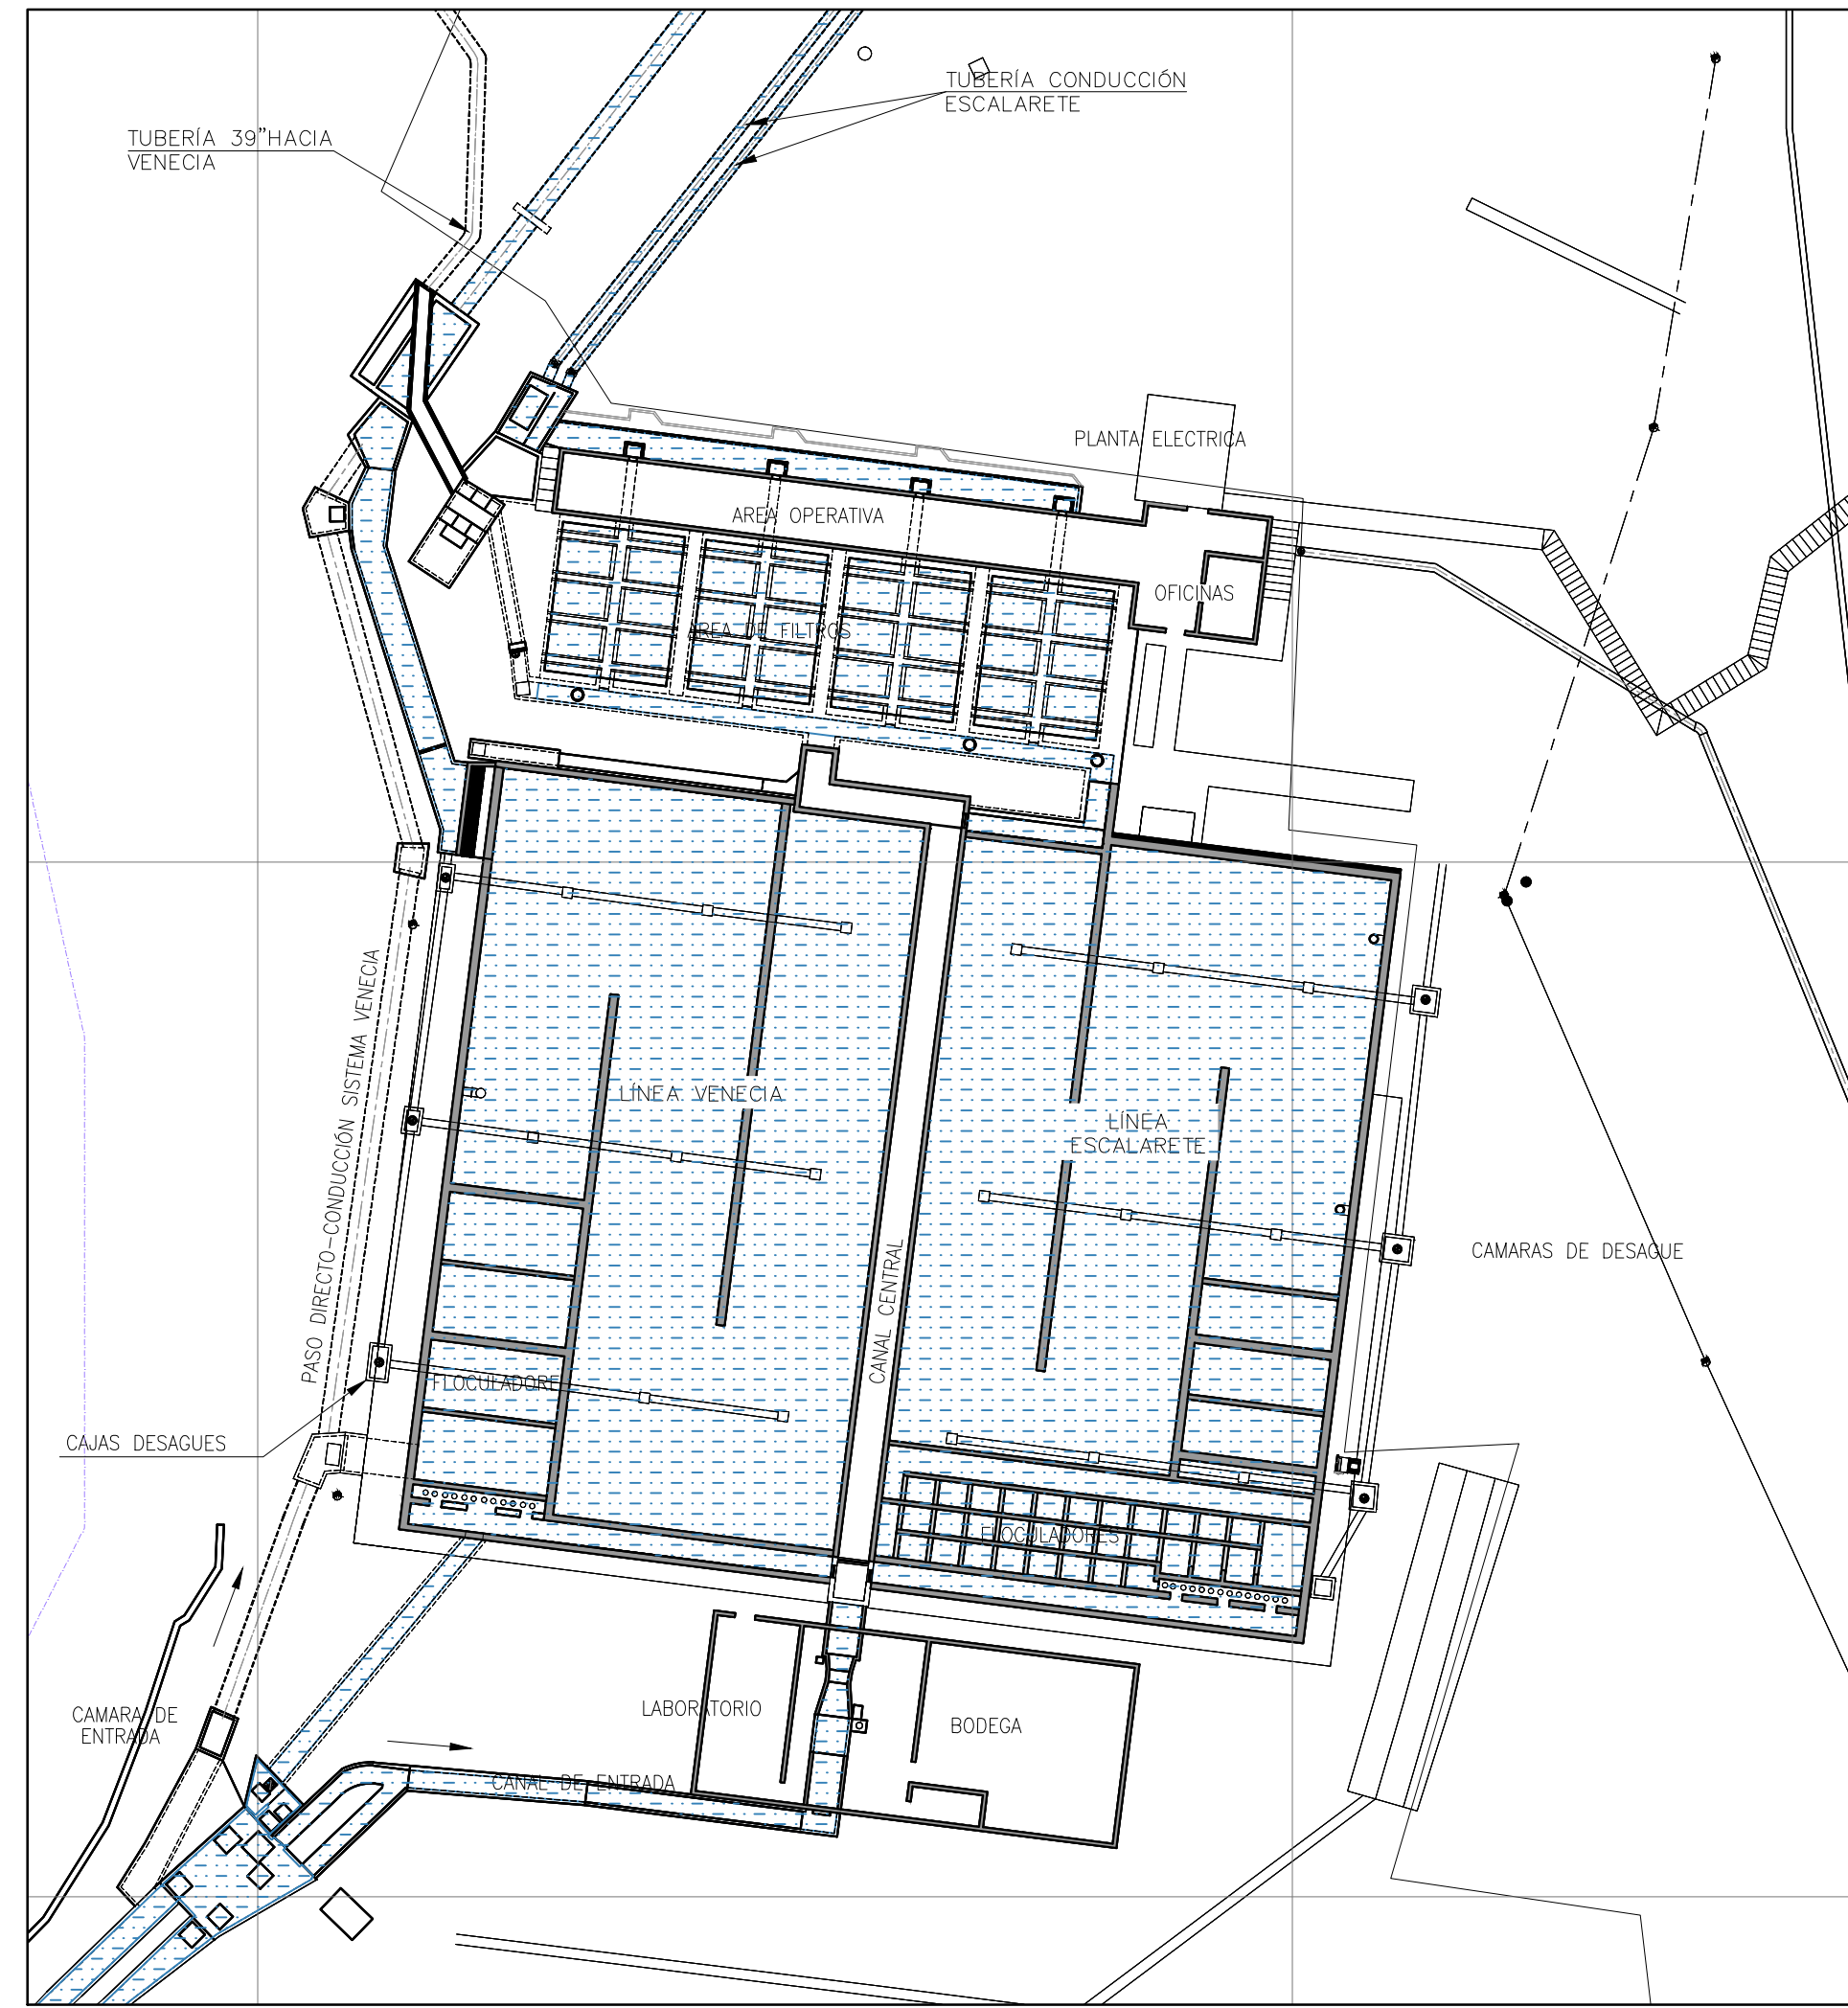 TUBERÍA CONDUCCIÓN
ESCALARETE
TUBERÍA 39"HACIA
VENECIA
PLANTA ELECTRICA
AREA OPERATIVA
OFICINAS
AREA DE FILTROS
PASO DIRECTO-CONDUCCIÓN SISTEMA VENECIA
LÍNEA VENECIA
LÍNEA
ESCALARETE
CANAL CENTRAL
CAMARAS DE DESAGUE
FLOCULADORE
CAJAS DESAGUES
FLOCULADORES
CAMARA DE
ENTRADA
LABORATORIO
BODEGA
CANAL DE ENTRADA